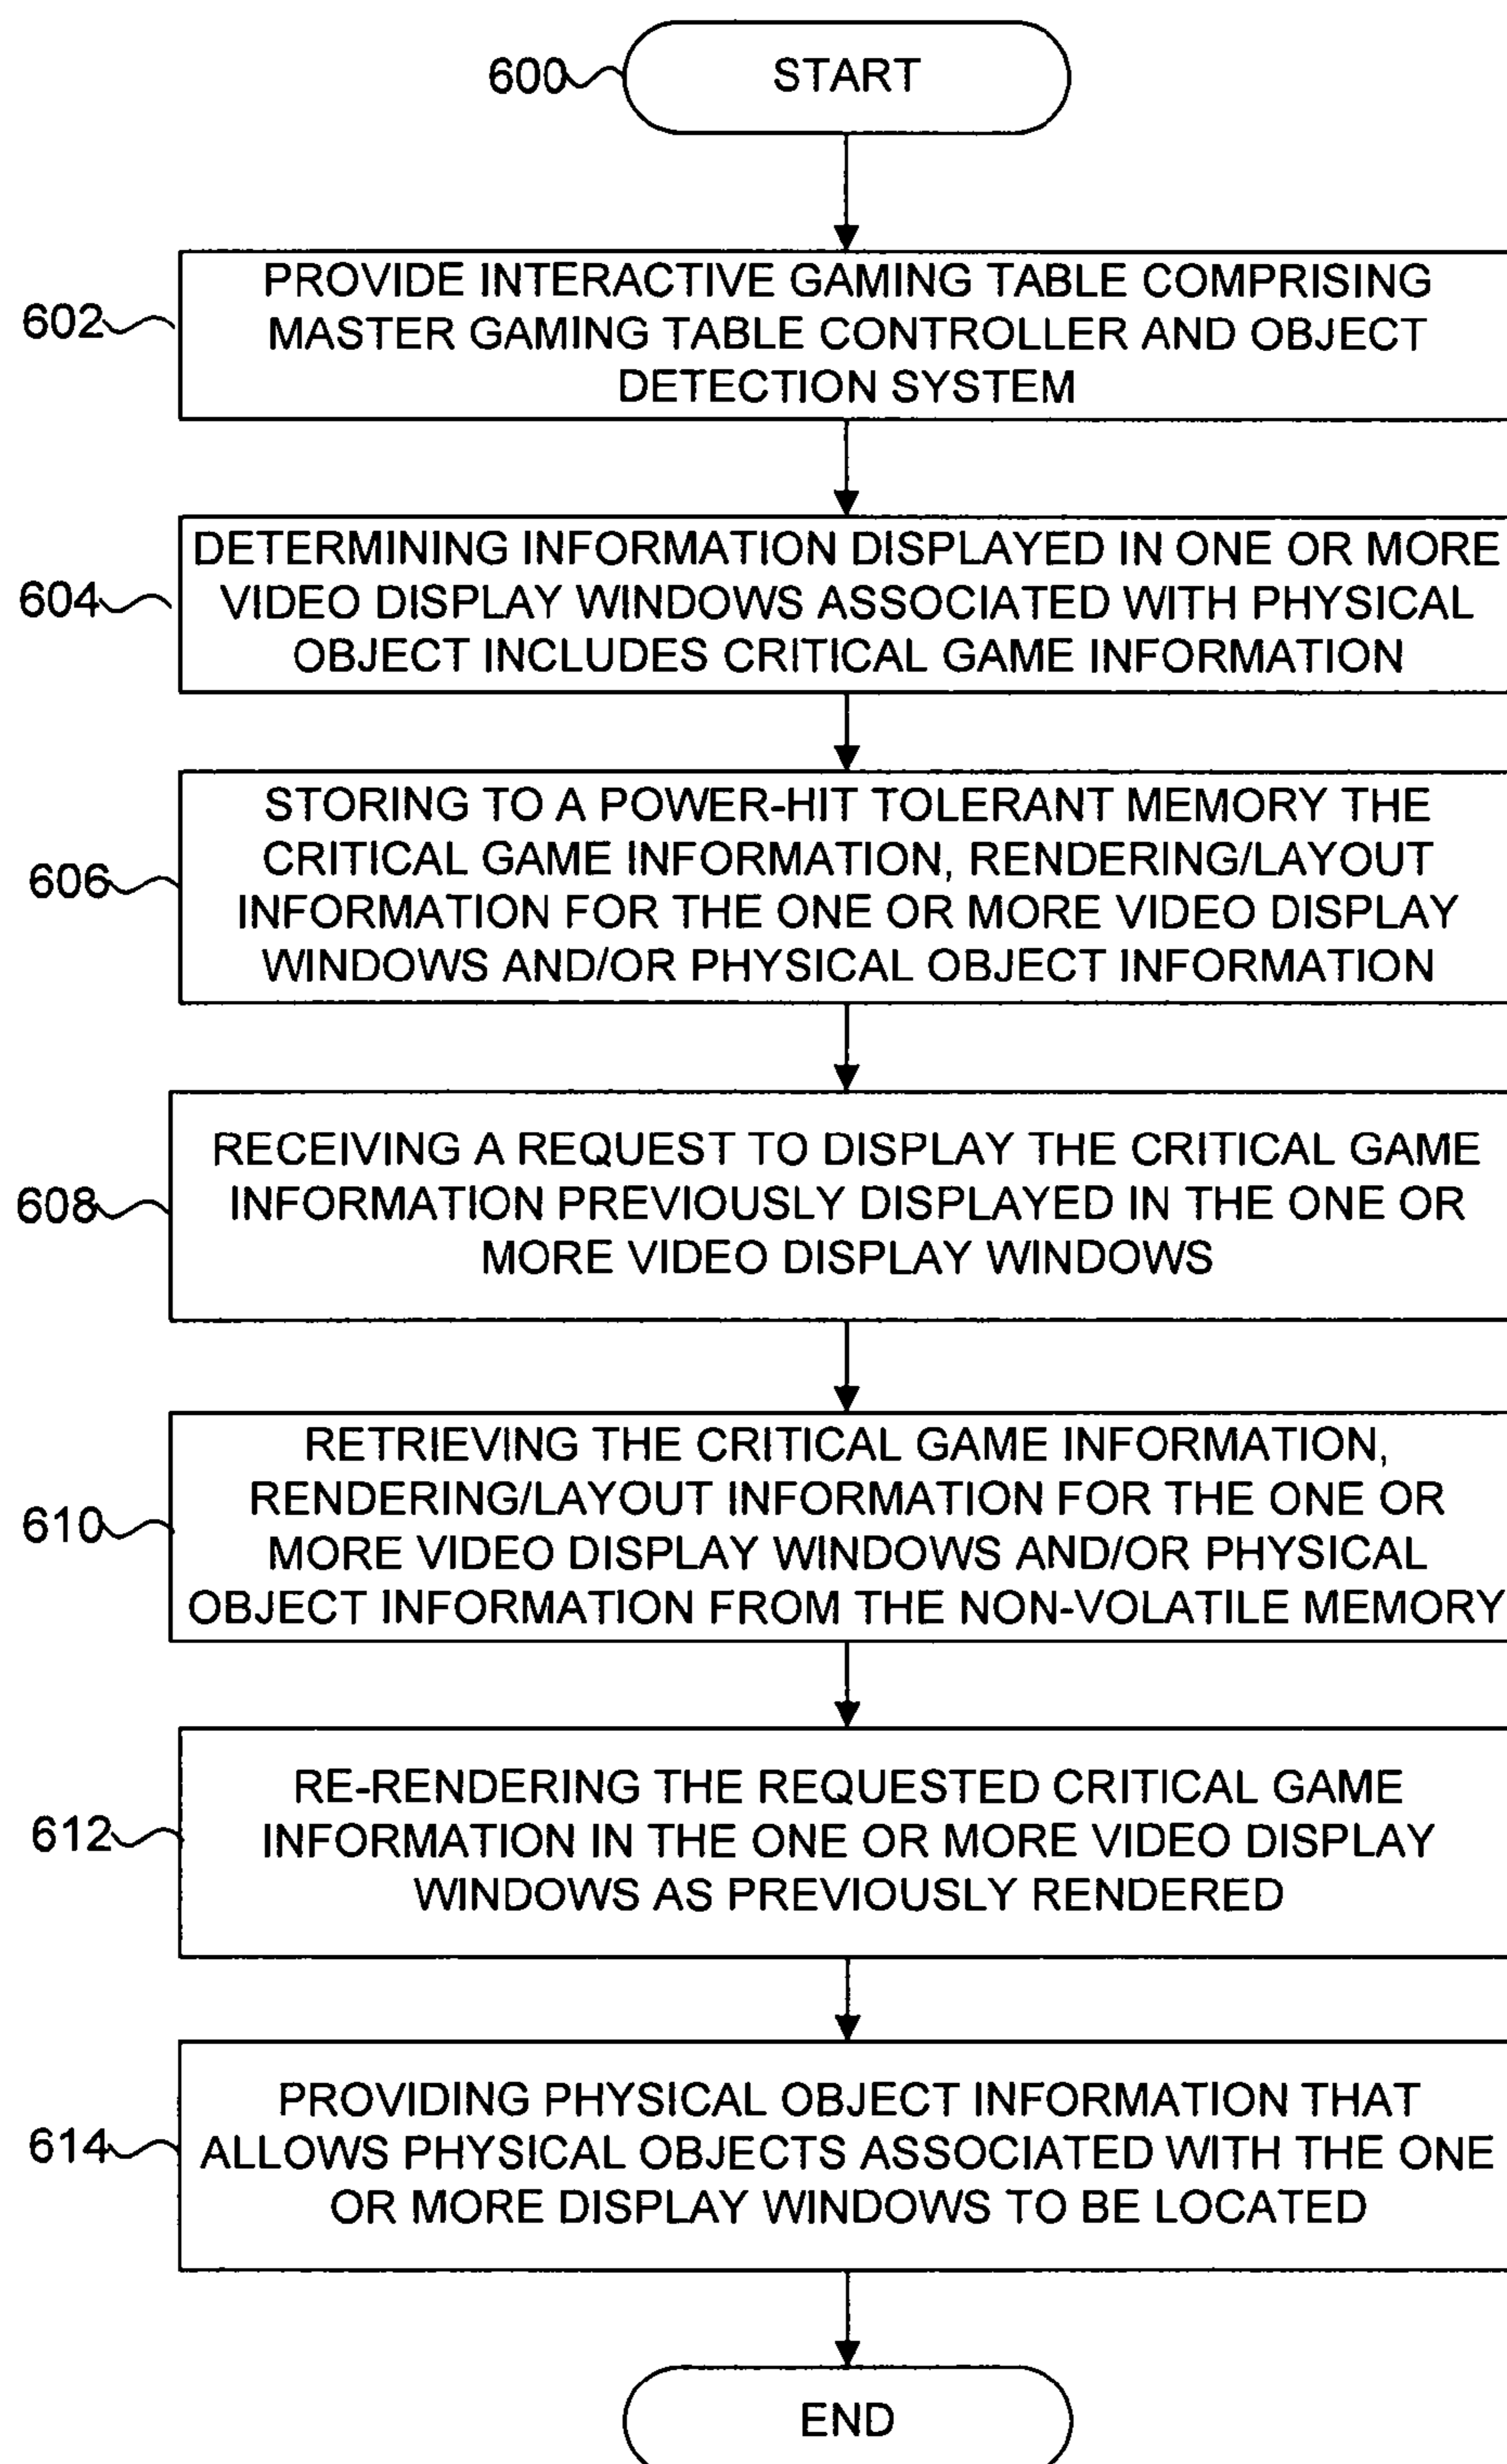 600 START
602 PROVIDE INTERACTIVE GAMING TABLE COMPRISING
MASTER GAMING TABLE CONTROLLER AND OBJECT
DETECTION SYSTEM
604 DETERMINING INFORMATION DISPLAYED IN ONE OR MORE
VIDEO DISPLAY WINDOWS ASSOCIATED WITH PHYSICAL
OBJECT INCLUDES CRITICAL GAME INFORMATION
606 STORING TO A POWER-HIT TOLERANT MEMORY THE
CRITICAL GAME INFORMATION, RENDERING/LAYOUT
INFORMATION FOR THE ONE OR MORE VIDEO DISPLAY
WINDOWS AND/OR PHYSICAL OBJECT INFORMATION
608 RECEIVING A REQUEST TO DISPLAY THE CRITICAL GAME
INFORMATION PREVIOUSLY DISPLAYED IN THE ONE OR
MORE VIDEO DISPLAY WINDOWS
610 RETRIEVING THE CRITICAL GAME INFORMATION,
RENDERING/LAYOUT INFORMATION FOR THE ONE OR
MORE VIDEO DISPLAY WINDOWS AND/OR PHYSICAL
OBJECT INFORMATION FROM THE NON-VOLATILE MEMORY
612 RE-RENDERING THE REQUESTED CRITICAL GAME
INFORMATION IN THE ONE OR MORE VIDEO DISPLAY
WINDOWS AS PREVIOUSLY RENDERED
614 PROVIDING PHYSICAL OBJECT INFORMATION THAT
ALLOWS PHYSICAL OBJECTS ASSOCIATED WITH THE ONE
OR MORE DISPLAY WINDOWS TO BE LOCATED
END